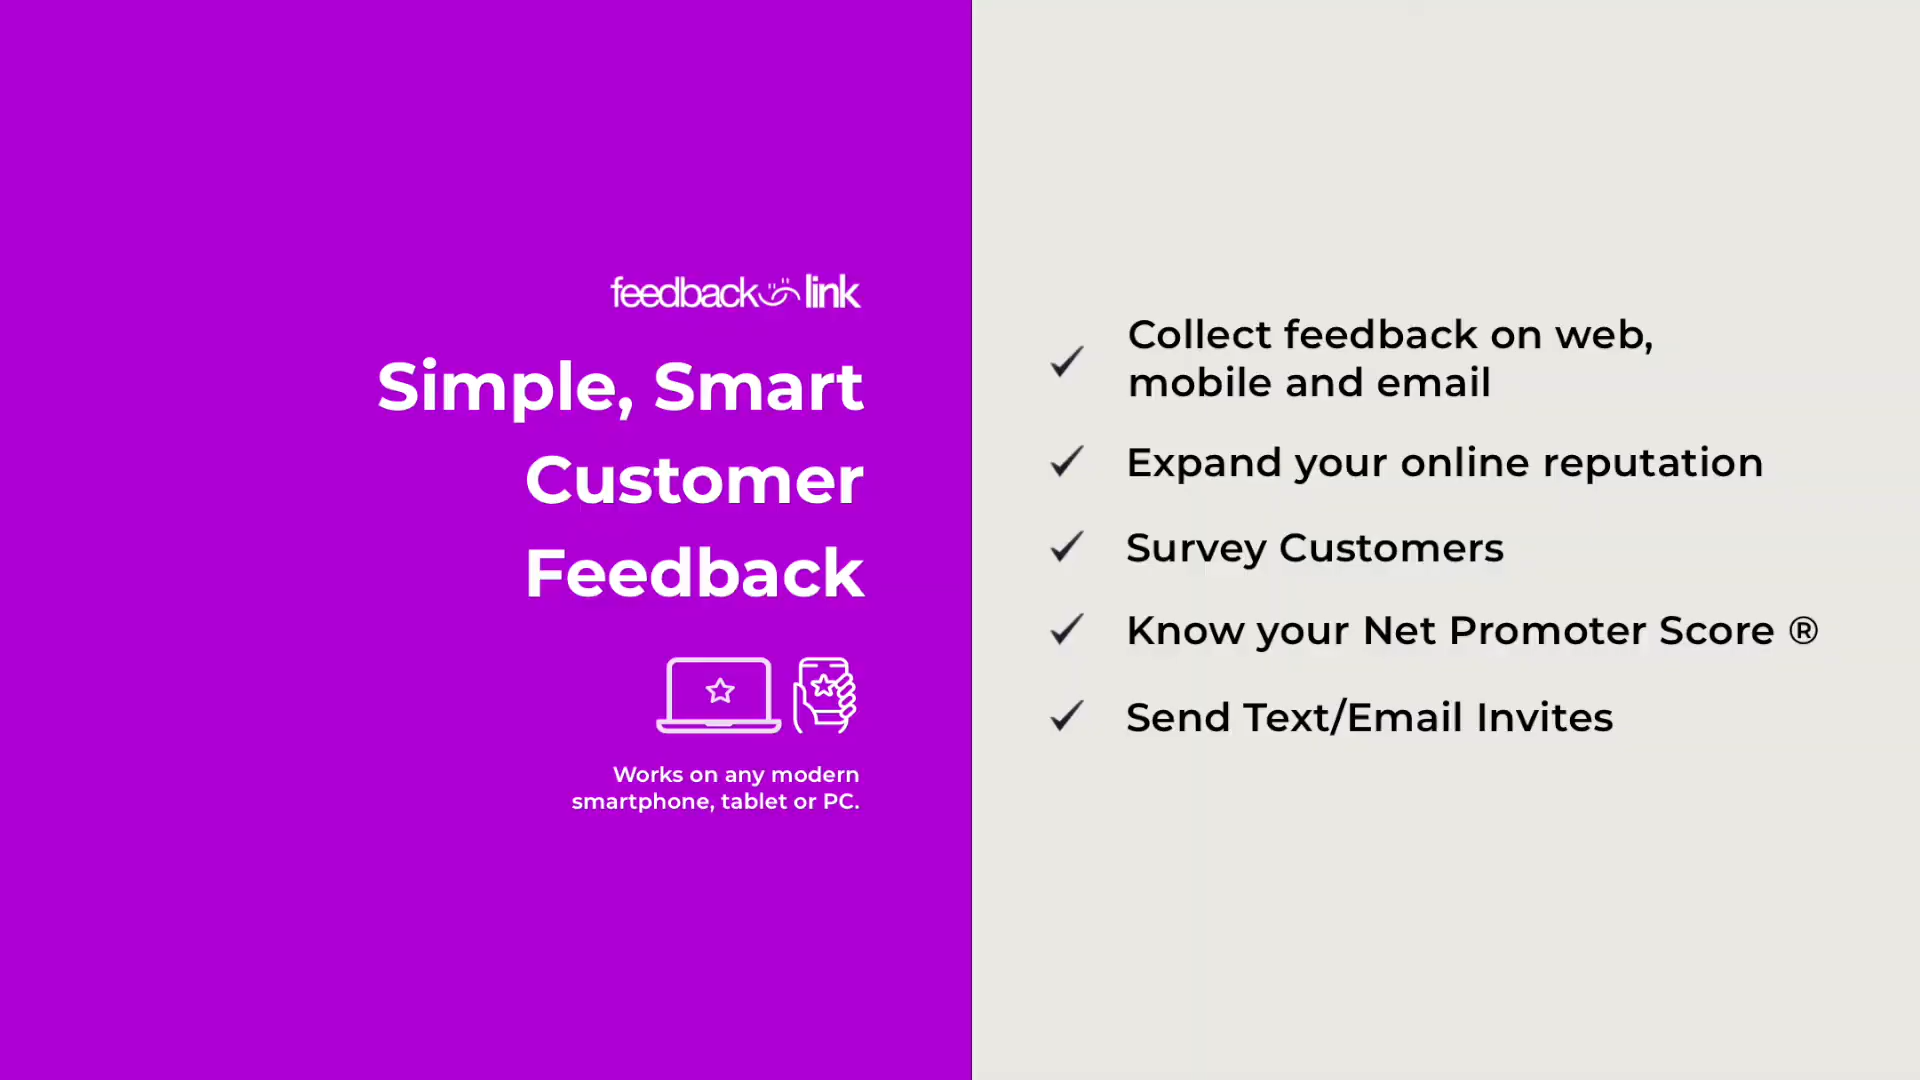 feedback link
Simple, Smart
Customer
Feedback
Works on any modern
smartphone, tablet or PC.
Collect feedback on web,
mobile and email
Expand your online reputation
Survey Customers
Know your Net Promoter Score ®
Send Text/Email Invites